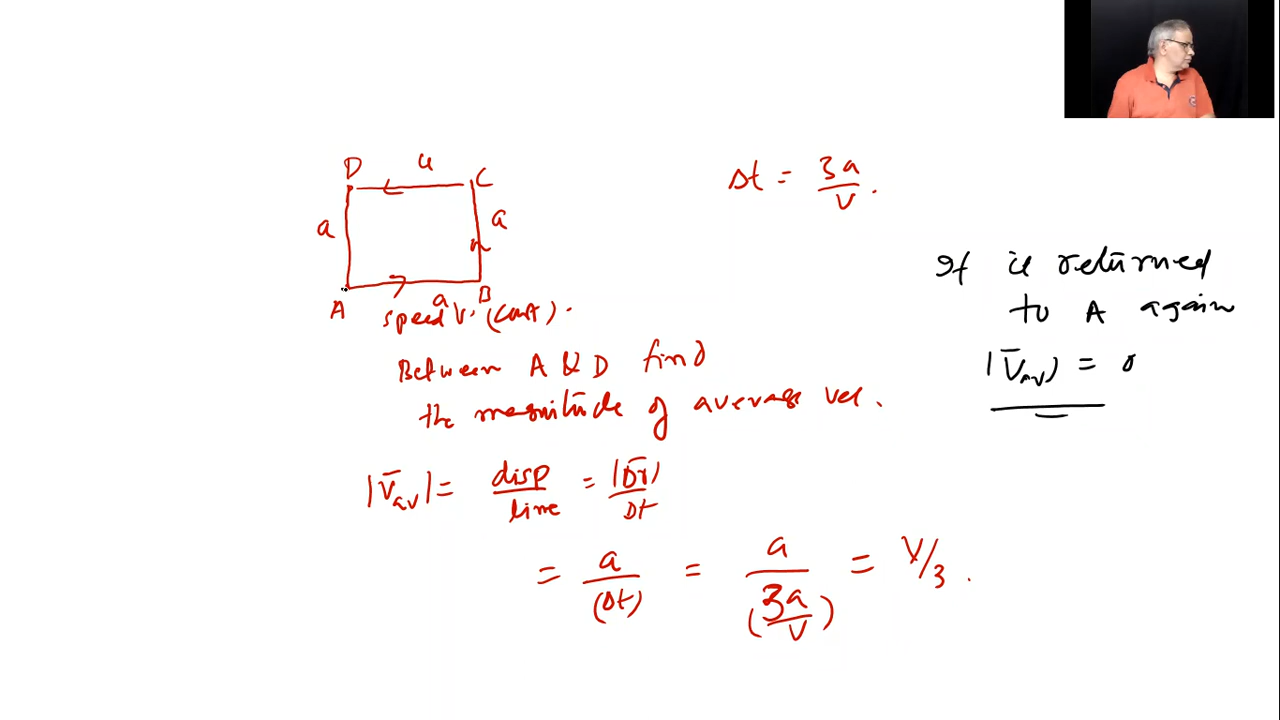 D a C
a a
A a B
speed v. (const).
Between A & D find
the magnitude of average vel.
|V̄av| = disp/time = |Δr̄|/Δt
= a/(Δt) = a/(3a/v) = v/3.
Δt = 3a/v.
If is returned
to A again
|V̄av| = 0